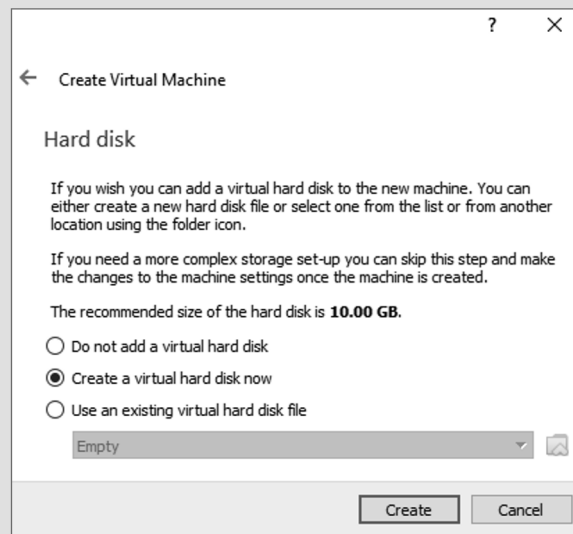 ?
Create Virtual Machine
Hard disk
If you wish you can add a virtual hard disk to the new machine. You can
either create a new hard disk file or select one from the list or from another
location using the folder icon.
If you need a more complex storage set-up you can skip this step and make
the changes to the machine settings once the machine is created.
The recommended size of the hard disk is 10.00 GB.
Do not add a virtual hard disk
Create a virtual hard disk now
Use an existing virtual hard disk file
Empty
Create Cancel